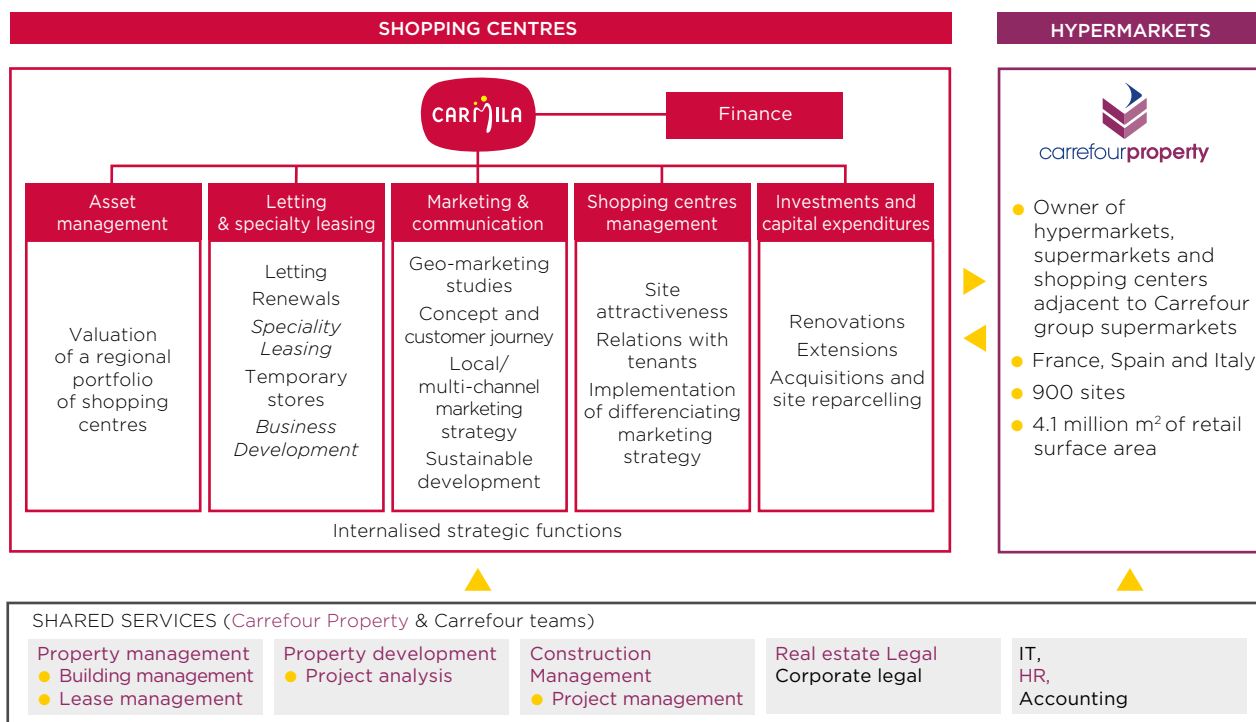 SHOPPING CENTRES
HYPERMARKETS
CARMILA
Finance
Asset
management
Letting
& specialty leasing
Marketing &
communication
Shopping centres
management
Investments and
capital expenditures
Valuation
of a regional
portfolio
of shopping
centres
Letting
Renewals
Speciality
Leasing
Temporary
stores
Business
Development
Geo-marketing
studies
Concept and
customer journey
Local/
multi-channel
marketing
strategy
Sustainable
development
Site
attractiveness
Relations with
tenants
Implementation
of differenciating
marketing
strategy
Renovations
Extensions
Acquisitions and
site reparcelling
Internalised strategic functions
carrefourproperty
Owner of
hypermarkets,
supermarkets and
shopping centers
adjacent to Carrefour
group supermarkets
France, Spain and Italy
900 sites
4.1 million m² of retail
surface area
SHARED SERVICES (Carrefour Property & Carrefour teams)
Property management
Building management
Lease management
Property development
Project analysis
Construction
Management
Project management
Real estate Legal
Corporate legal
IT,
HR,
Accounting